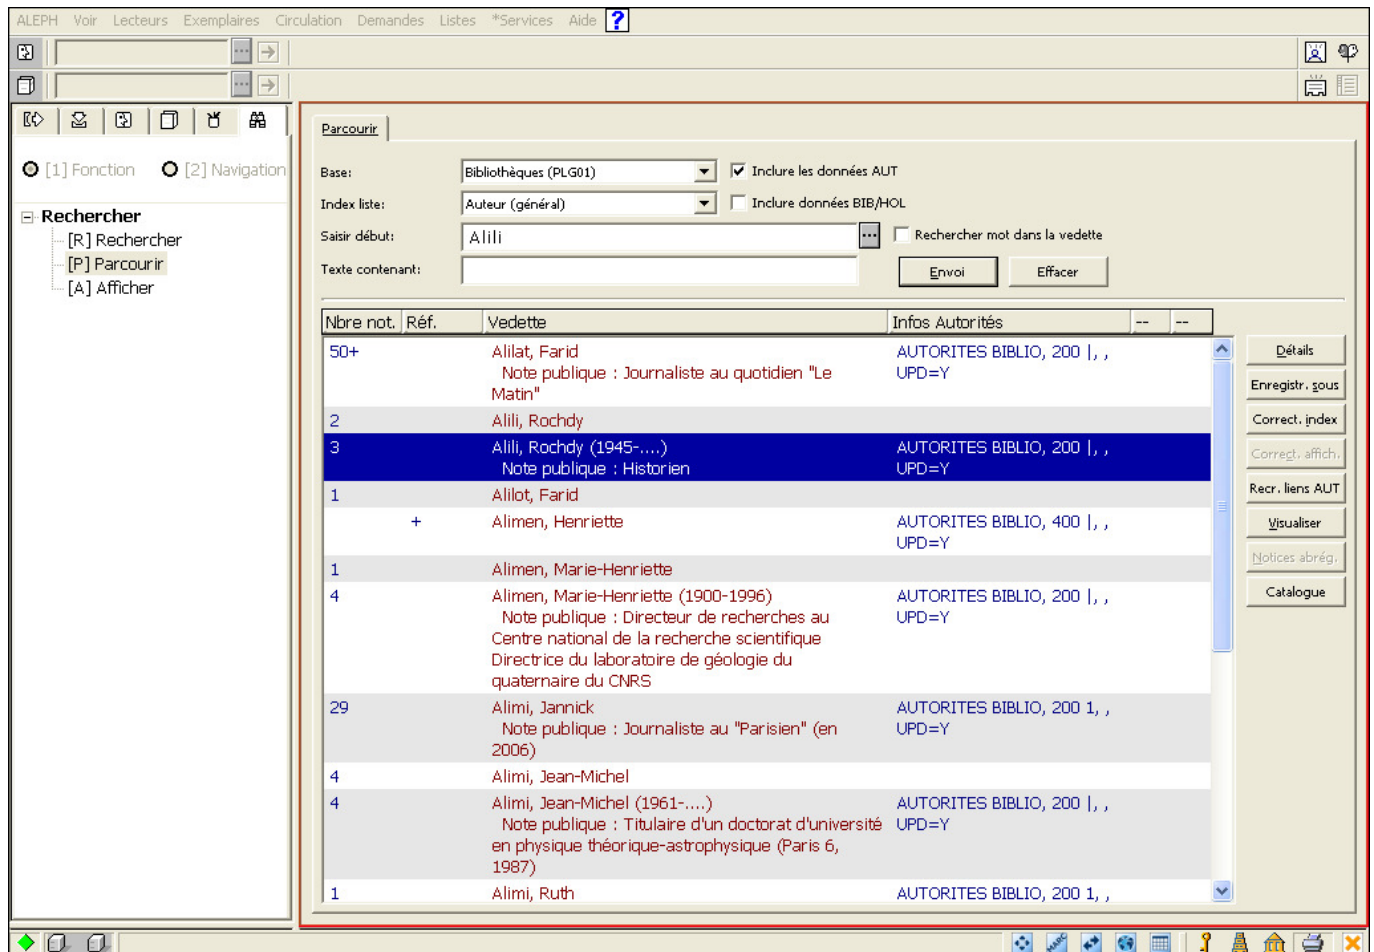 ALEPH Voir Lecteurs Exemplaires Circulation Demandes Listes *Services Aide ?
[1] Fonction [2] Navigation
Rechercher
[R] Rechercher
[P] Parcourir
[A] Afficher
Parcourir
Base: Bibliothèques (PLG01) Inclure les données AUT
Index liste: Auteur (général) Inclure données BIB/HOL
Saisir début: Alili ... Rechercher mot dans la vedette
Texte contenant: Envoi Effacer
Nbre not. Réf. Vedette Infos Autorités -- --
50+ Alilat, Farid AUTORITES BIBLIO, 200 |, ,
Note publique : Journaliste au quotidien "Le UPD=Y
Matin"
2 Alili, Rochdy
3 Alili, Rochdy (1945-....) AUTORITES BIBLIO, 200 |, ,
Note publique : Historien UPD=Y
1 Alilot, Farid
+ Alimen, Henriette AUTORITES BIBLIO, 400 |, ,
UPD=Y
1 Alimen, Marie-Henriette
4 Alimen, Marie-Henriette (1900-1996) AUTORITES BIBLIO, 200 |, ,
Note publique : Directeur de recherches au UPD=Y
Centre national de la recherche scientifique
Directrice du laboratoire de géologie du
quaternaire du CNRS
29 Alimi, Jannick AUTORITES BIBLIO, 200 1, ,
Note publique : Journaliste au "Parisien" (en UPD=Y
2006)
4 Alimi, Jean-Michel
4 Alimi, Jean-Michel (1961-....) AUTORITES BIBLIO, 200 |, ,
Note publique : Titulaire d'un doctorat d'université UPD=Y
en physique théorique-astrophysique (Paris 6,
1987)
1 Alimi, Ruth AUTORITES BIBLIO, 200 1, ,
Détails
Enregistr. sous
Correct. index
Correct. affich.
Recr. liens AUT
Visualiser
Notices abrég.
Catalogue
MARC